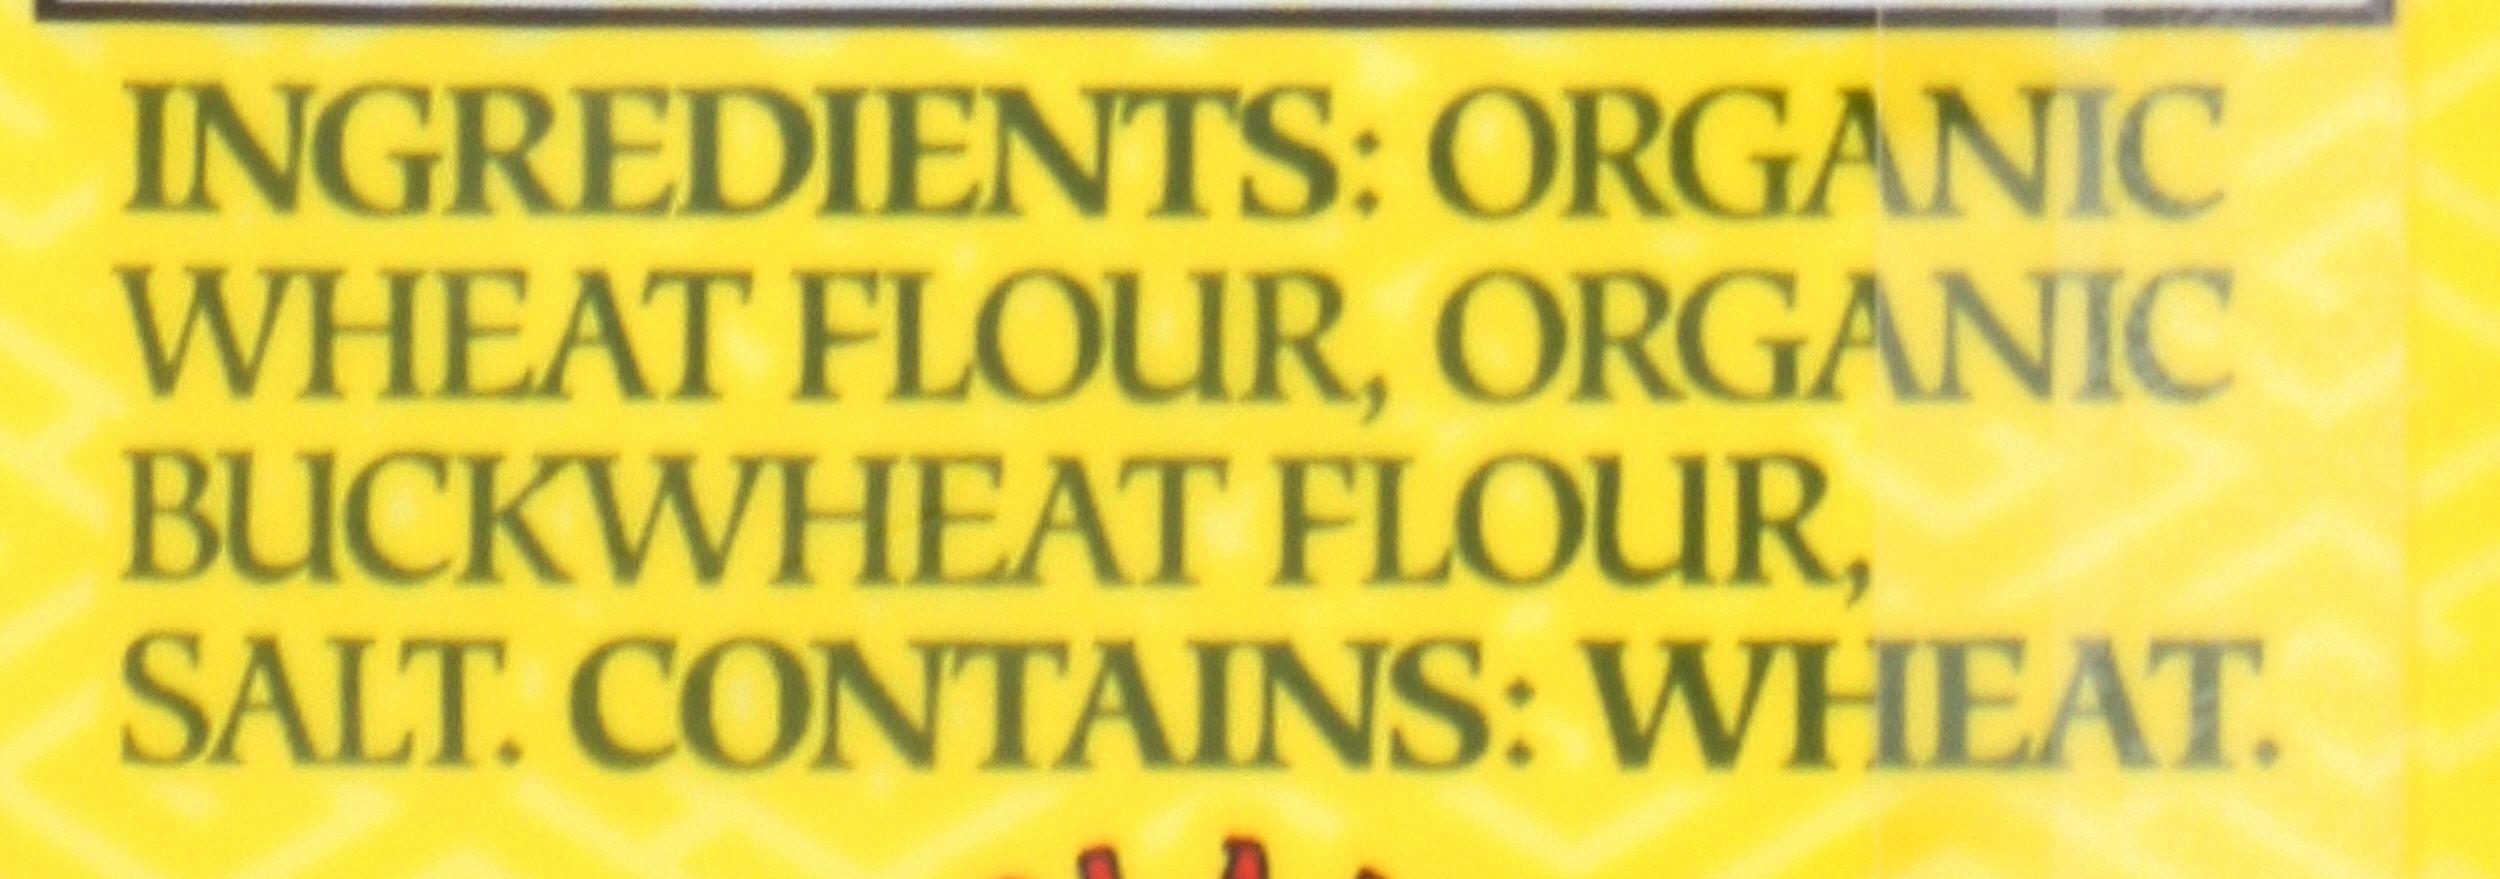 INGREDIENTS: ORGANIC
WHEAT FLOUR, ORGANIC
BUCKWHEAT FLOUR,
SALT. CONTAINS: WHEAT.